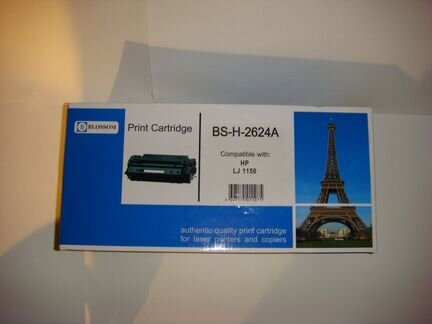 B BLOSSOM
Print Cartridge
BS-H-2624A
Compatible with:
HP
LJ 1150
authentic quality print cartridge
for laser printers and copiers